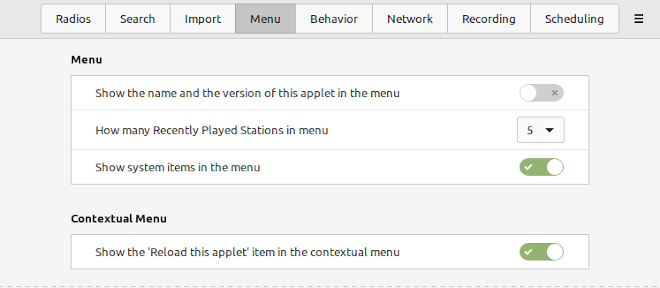 Radios Search Import Menu Behavior Network Recording Scheduling
Menu
Show the name and the version of this applet in the menu
How many Recently Played Stations in menu 5
Show system items in the menu
Contextual Menu
Show the 'Reload this applet' item in the contextual menu